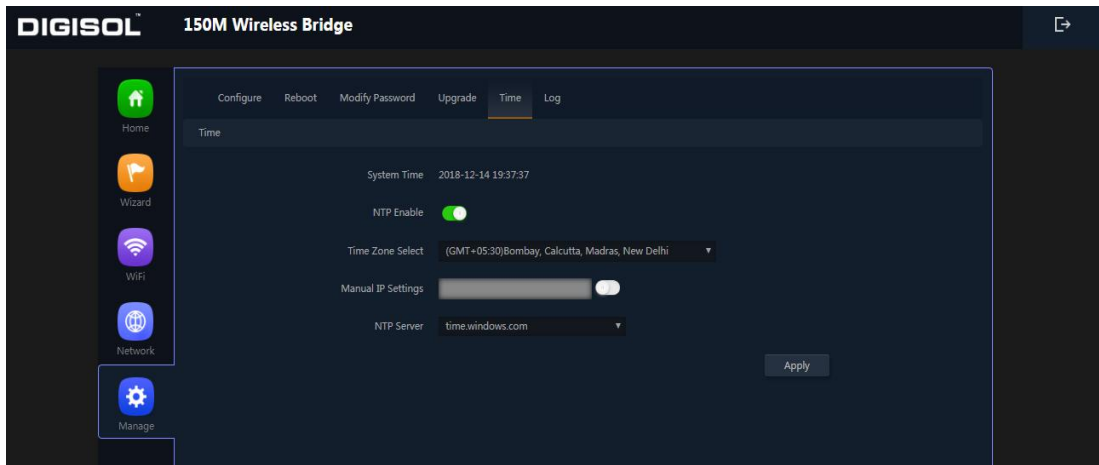 DIGISOL™ 150M Wireless Bridge
Home
Wizard
WiFi
Network
Manage
Configure Reboot Modify Password Upgrade Time Log
Time
System Time 2018-12-14 19:37:37
NTP Enable
Time Zone Select (GMT+05:30)Bombay, Calcutta, Madras, New Delhi
Manual IP Settings
NTP Server time.windows.com
Apply